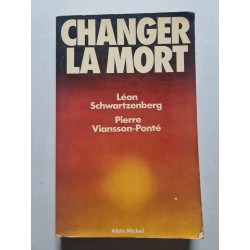 CHANGER
LA MORT
Léon
Schwartzenberg
Pierre
Viansson-Ponté
Albin Michel